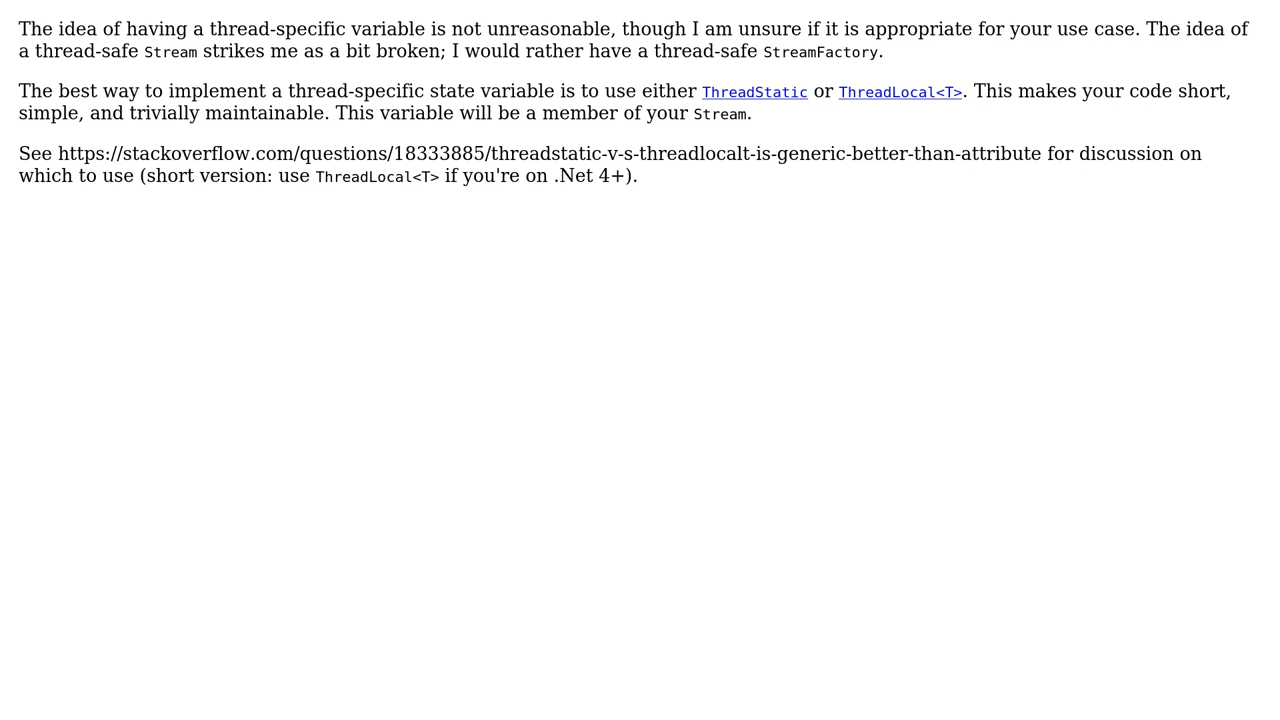 The idea of having a thread-specific variable is not unreasonable, though I am unsure if it is appropriate for your use case. The idea of
a thread-safe Stream strikes me as a bit broken; I would rather have a thread-safe StreamFactory.
The best way to implement a thread-specific state variable is to use either ThreadStatic or ThreadLocal<T>. This makes your code short,
simple, and trivially maintainable. This variable will be a member of your Stream.
See https://stackoverflow.com/questions/18333885/threadstatic-v-s-threadlocalt-is-generic-better-than-attribute for discussion on
which to use (short version: use ThreadLocal<T> if you're on .Net 4+).